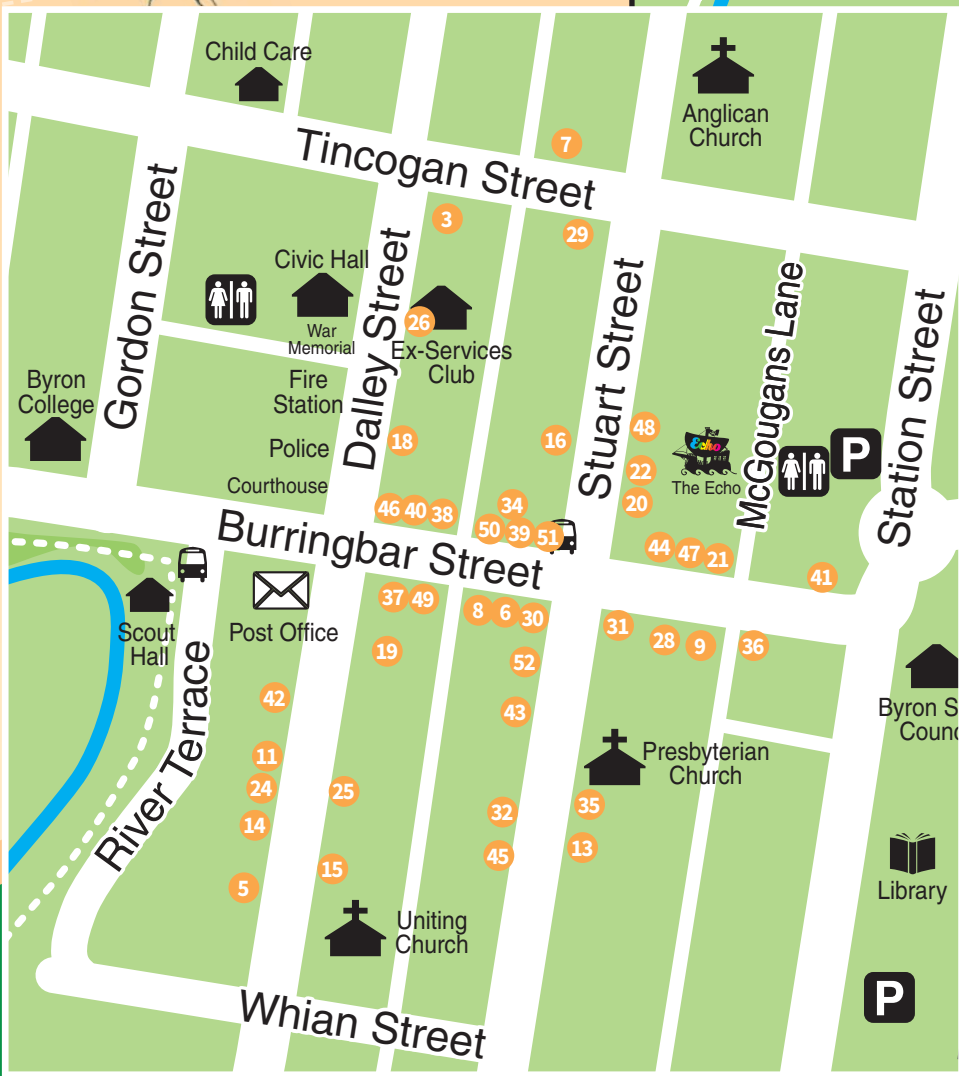 Child Care
Anglican
Church
7
Tincogan Street
3
29
Gordon Street
Civic Hall
War
Memorial
26
Ex-Services
Club
Dalley Street
Stuart Street
McGougans Lane
Station Street
Byron
College
Fire
Station
Police
Courthouse
18
16
48
22
20
Echo
The Echo
P
46 40 38
34
50 39 51
Burringbar Street
44 47 21
41
Scout
Hall
Post Office
37 49
8 6 30
31
28 9
36
19
52
42
43
River Terrace
Byron S
Counc
Presbyterian
Church
11
24
25
14
32
35
45
13
15
5
Library
Uniting
Church
P
Whian Street